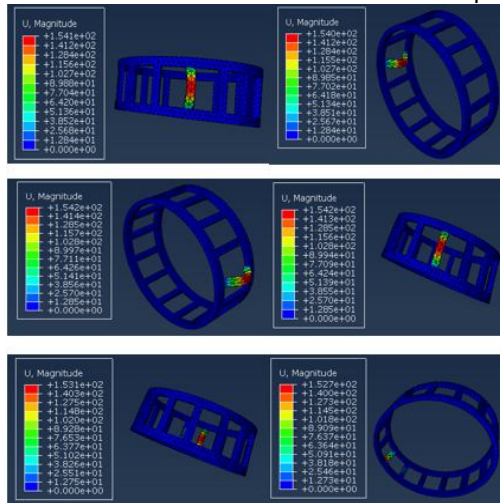 U, Magnitude
+1.541e+02
+1.412e+02
+1.284e+02
+1.156e+02
+1.027e+02
+8.988e+01
+7.704e+01
+6.420e+01
+5.136e+01
+3.852e+01
+2.568e+01
+1.284e+01
+0.000e+00
U, Magnitude
+1.540e+02
+1.412e+02
+1.284e+02
+1.155e+02
+1.027e+02
+8.985e+01
+7.702e+01
+6.418e+01
+5.134e+01
+3.851e+01
+2.567e+01
+1.284e+01
+0.000e+00
U, Magnitude
+1.542e+02
+1.414e+02
+1.285e+02
+1.157e+02
+1.028e+02
+8.997e+01
+7.711e+01
+6.426e+01
+5.141e+01
+3.856e+01
+2.570e+01
+1.285e+01
+0.000e+00
U, Magnitude
+1.542e+02
+1.413e+02
+1.285e+02
+1.156e+02
+1.028e+02
+8.994e+01
+7.709e+01
+6.424e+01
+5.139e+01
+3.855e+01
+2.570e+01
+1.285e+01
+0.000e+00
U, Magnitude
+1.531e+02
+1.403e+02
+1.275e+02
+1.148e+02
+1.020e+02
+8.928e+01
+7.653e+01
+6.377e+01
+5.102e+01
+3.826e+01
+2.551e+01
+1.275e+01
+0.000e+00
U, Magnitude
+1.527e+02
+1.400e+02
+1.273e+02
+1.145e+02
+1.018e+02
+8.909e+01
+7.637e+01
+6.364e+01
+5.091e+01
+3.818e+01
+2.546e+01
+1.273e+01
+0.000e+00